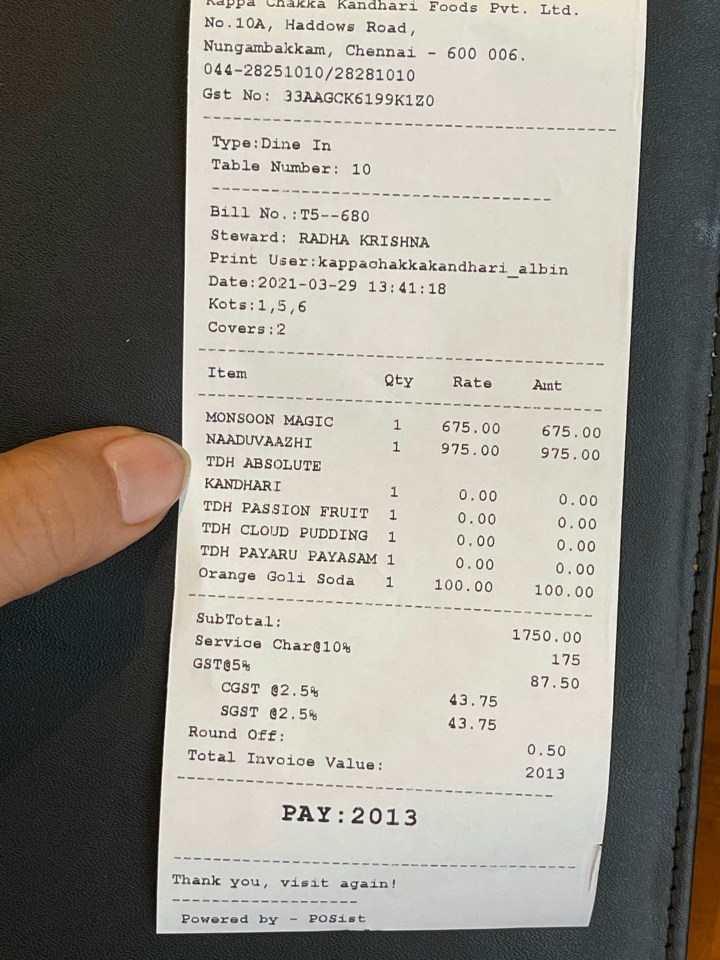 Kappa Chakka Kandhari Foods Pvt. Ltd.
No.10A, Haddows Road,
Nungambakkam, Chennai - 600 006.
044-28251010/28281010
Gst No: 33AAGCK6199K1Z0
Type:Dine In
Table Number: 10
Bill No.:T5--680
Steward: RADHA KRISHNA
Print User:kappachakkakandhari_albin
Date:2021-03-29 13:41:18
Kots:1,5,6
Covers:2
Item Qty Rate Amt
MONSOON MAGIC 1 675.00 675.00
NAADUVAAZHI 1 975.00 975.00
TDH ABSOLUTE
KANDHARI 1 0.00 0.00
TDH PASSION FRUIT 1 0.00 0.00
TDH CLOUD PUDDING 1 0.00 0.00
TDH PAYARU PAYASAM 1 0.00 0.00
Orange Goli Soda 1 100.00 100.00
SubTotal: 1750.00
Service Char@10% 175
GST@5% 87.50
CGST @2.5% 43.75
SGST @2.5% 43.75
Round Off: 0.50
Total Invoice Value: 2013
PAY:2013
Thank you, visit again!
Powered by - POSist